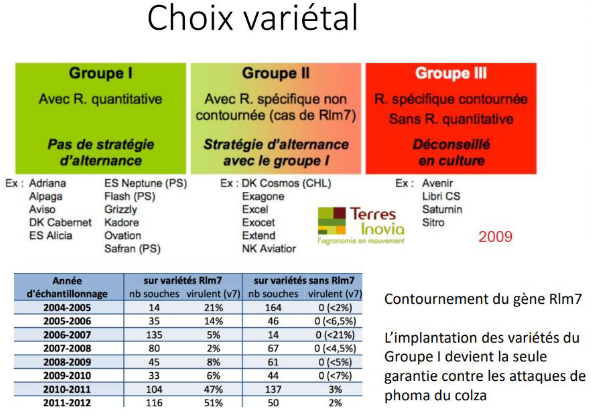 Choix variétal
Groupe I
Avec R. quantitative
Pas de stratégie
d'alternance
Groupe II
Avec R. spécifique non
contournée (cas de Rlm7)
Stratégie d'alternance
avec le groupe I
Groupe III
R. spécifique contournée
Sans R. quantitative
Déconseillé
en culture
Ex : Adriana
Alpaga
Aviso
DK Cabernet
ES Alicia
ES Neptune (PS)
Flash (PS)
Grizzly
Kadore
Ovation
Safran (PS)
Ex : DK Cosmos (CHL)
Exagone
Excel
Exocet
Extend
NK Aviatior
Ex : Avenir
Libri CS
Saturnin
Sitro
Terres
Inovia
l'agronomie en mouvement
2009
Année sur variétés Rlm7 sur variétés sans Rlm7
d'échantillonnage nb souches virulent (v7) nb souches virulent (v7)
2004-2005 14 21% 164 0 (<2%)
2005-2006 35 14% 46 0 (<6,5%)
2006-2007 135 5% 14 0 (<21%)
2007-2008 80 2% 67 0 (<4,5%)
2008-2009 45 8% 61 0 (<5%)
2009-2010 33 6% 44 0 (<7%)
2010-2011 104 47% 137 3%
2011-2012 116 51% 50 2%
Contournement du gène Rlm7
L'implantation des variétés du
Groupe I devient la seule
garantie contre les attaques de
phoma du colza